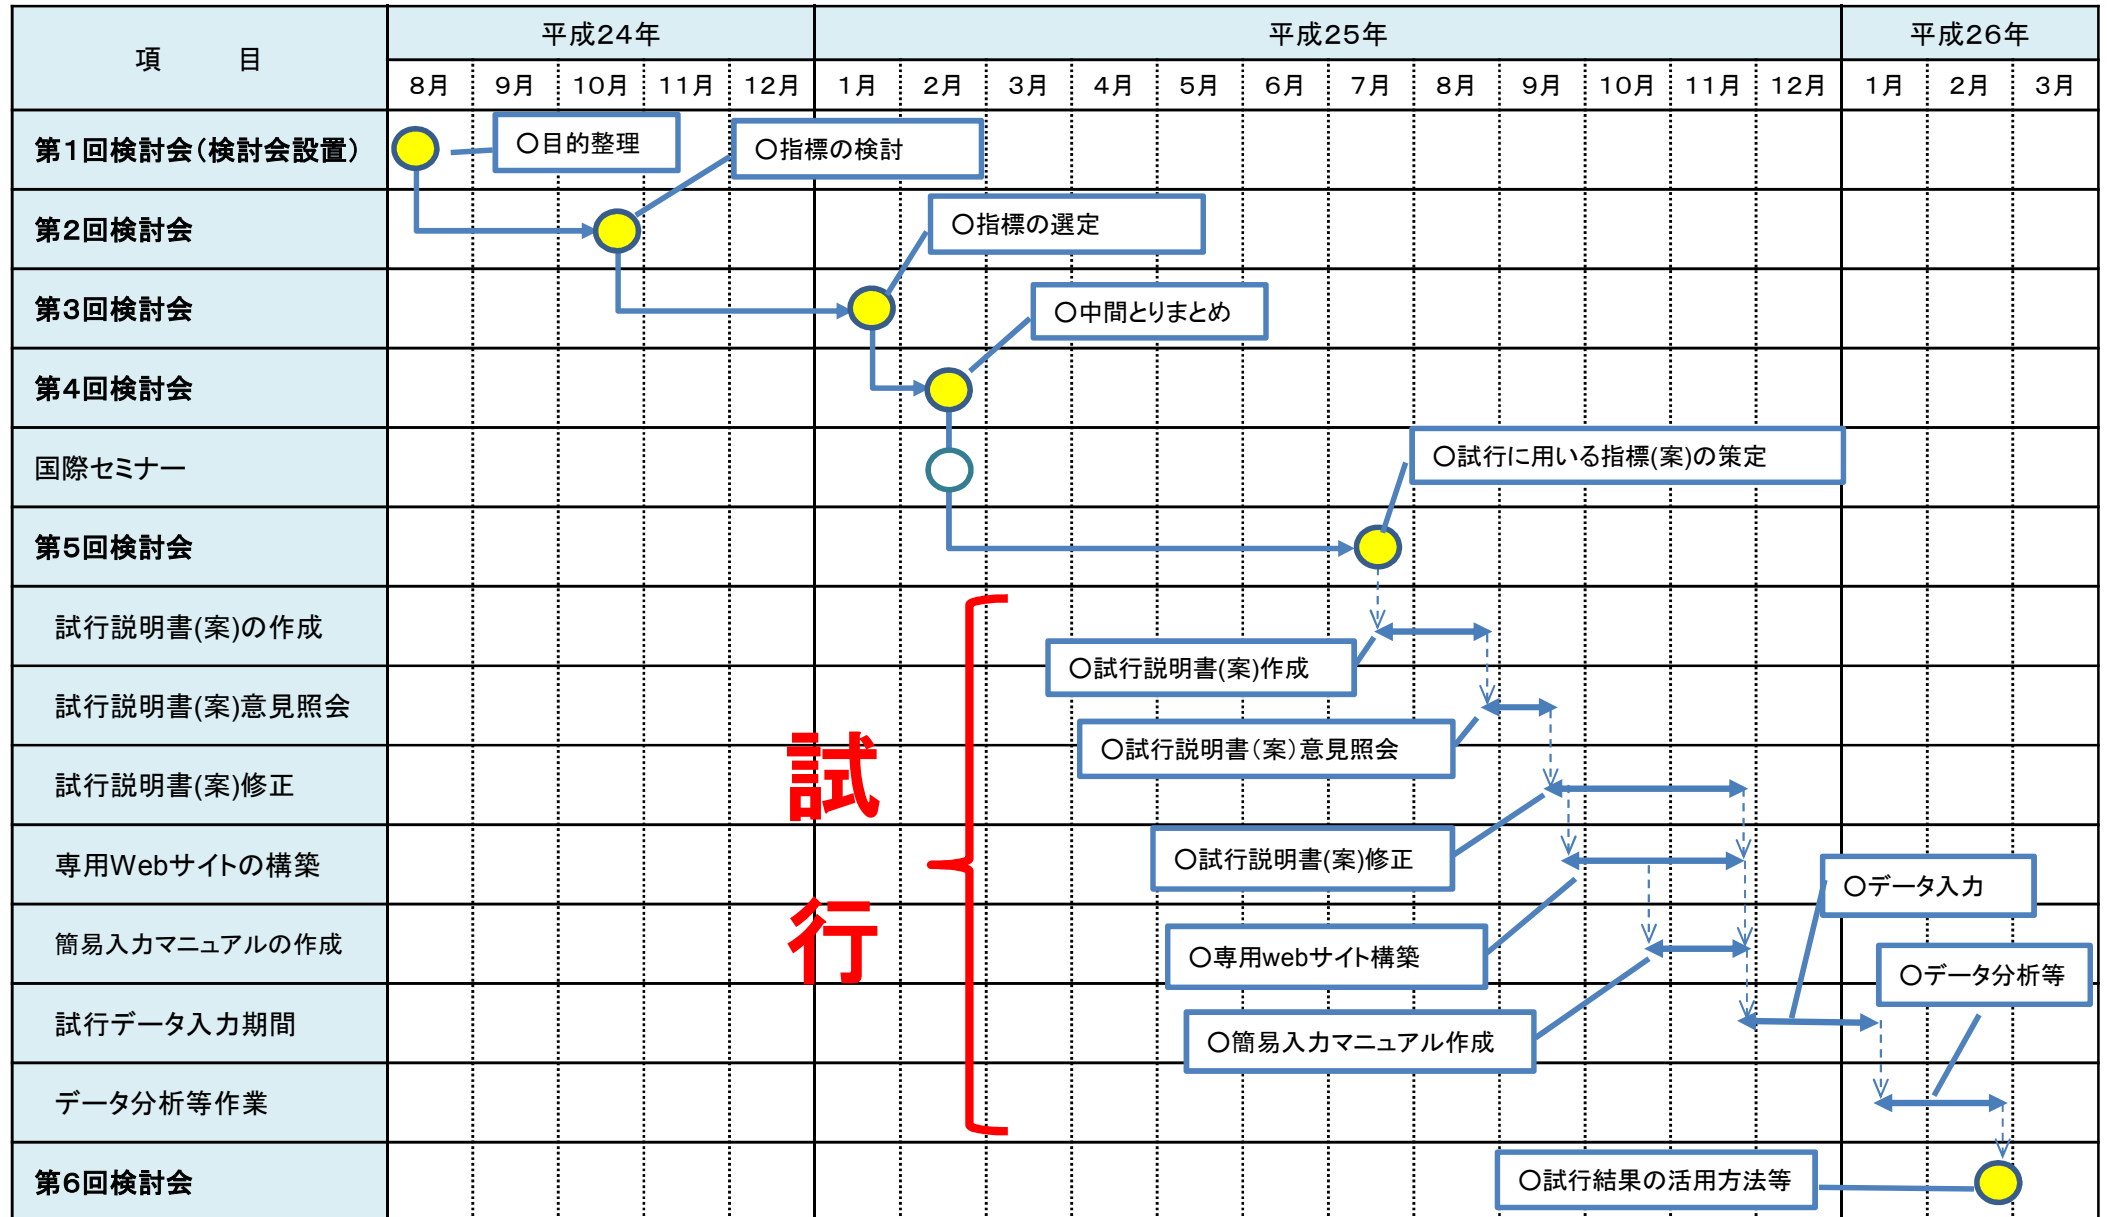 項　目
平成24年
平成25年
平成26年
8月 9月 10月 11月 12月 1月 2月 3月 4月 5月 6月 7月 8月 9月 10月 11月 12月 1月 2月 3月
第1回検討会（検討会設置）
〇目的整理
〇指標の検討
第2回検討会
〇指標の選定
第3回検討会
〇中間とりまとめ
第4回検討会
国際セミナー
〇試行に用いる指標(案)の策定
第5回検討会
試行説明書(案)の作成
〇試行説明書(案)作成
試行説明書(案)意見照会
〇試行説明書（案）意見照会
試行説明書(案)修正
〇試行説明書(案)修正
専用Webサイトの構築
〇データ入力
簡易入力マニュアルの作成
〇専用webサイト構築
〇データ分析等
試行データ入力期間
〇簡易入力マニュアル作成
データ分析等作業
第6回検討会
〇試行結果の活用方法等
試
行